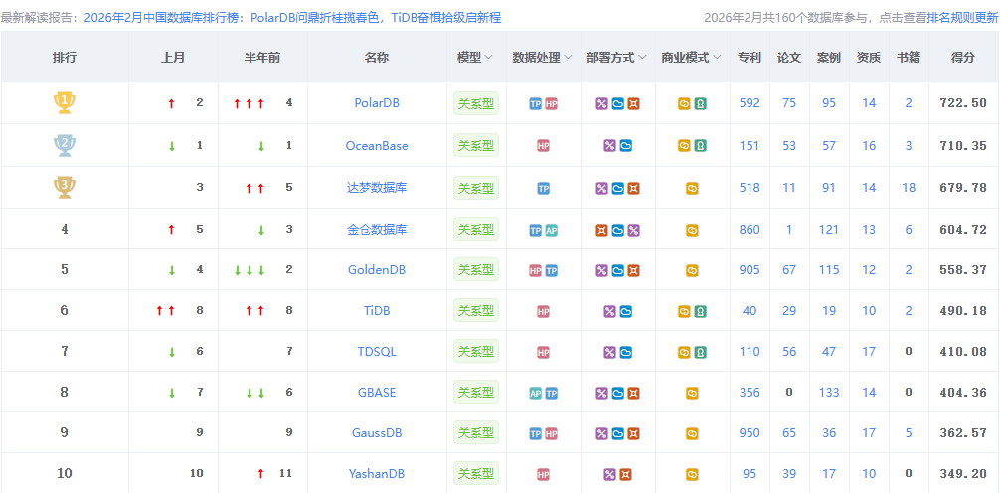 最新解读报告：2026年2月中国数据库排行榜：PolarDB问鼎折桂揽春色，TiDB奋楫拾级启新程 2026年2月共160个数据库参与，点击查看排名规则更新
排行 上月 半年前 名称 模型 数据处理 部署方式 商业模式 专利 论文 案例 资质 书籍 得分
1 ↑ 2 ↑↑↑ 4 PolarDB 关系型 TP HP 592 75 95 14 2 722.50
2 ↓ 1 ↓ 1 OceanBase 关系型 HP 151 53 57 16 3 710.35
3 3 ↑↑ 5 达梦数据库 关系型 TP 518 11 91 14 18 679.78
4 ↑ 5 ↓ 3 金仓数据库 关系型 TP AP 860 1 121 13 6 604.72
5 ↓ 4 ↓↓↓ 2 GoldenDB 关系型 HP TP 905 67 115 12 2 558.37
6 ↑↑ 8 ↑↑ 8 TiDB 关系型 HP 40 29 19 10 2 490.18
7 ↓ 6 7 TDSQL 关系型 HP 110 56 47 17 0 410.08
8 ↓ 7 ↓↓ 6 GBASE 关系型 AP TP 356 0 133 14 0 404.36
9 9 9 GaussDB 关系型 TP HP 950 65 36 17 5 362.57
10 10 ↑ 11 YashanDB 关系型 HP 95 39 17 10 0 349.20